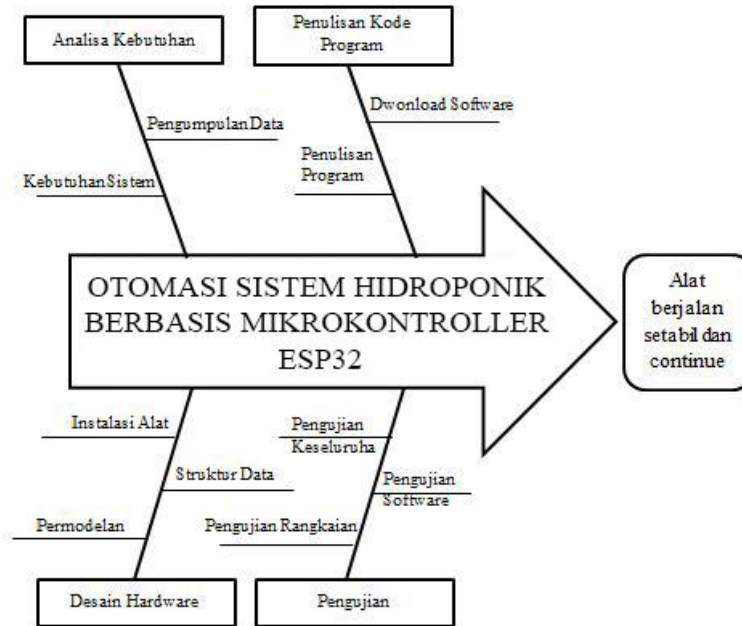 Analisa Kebutuhan
Penulisan Kode
Program
Pengumpulan Data
Dwonload Software
Kebutuhan Sistem
Penulisan
Program
OTOMASI SISTEM HIDROPONIK
BERBASIS MIKROKONTROLLER
ESP32
Alat
berjalan
setabil dan
continue
Instalasi Alat
Pengujian
Keseluruha
Struktur Data
Pengujian
Software
Permodelan
Pengujian Rangkaian
Desain Hardware
Pengujian